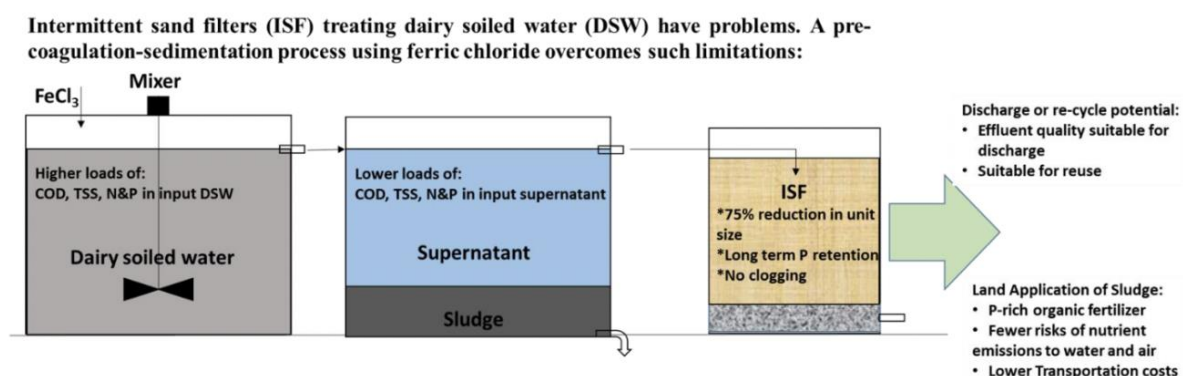 Intermittent sand filters (ISF) treating dairy soiled water (DSW) have problems. A pre-
coagulation-sedimentation process using ferric chloride overcomes such limitations:
Mixer
FeCl₃
Higher loads of:
COD, TSS, N&P in input DSW
Dairy soiled water
Lower loads of:
COD, TSS, N&P in input supernatant
Supernatant
Sludge
ISF
*75% reduction in unit
size
*Long term P retention
*No clogging
Discharge or re-cycle potential:
• Effluent quality suitable for
discharge
• Suitable for reuse
Land Application of Sludge:
• P-rich organic fertilizer
• Fewer risks of nutrient
emissions to water and air
• Lower Transportation costs